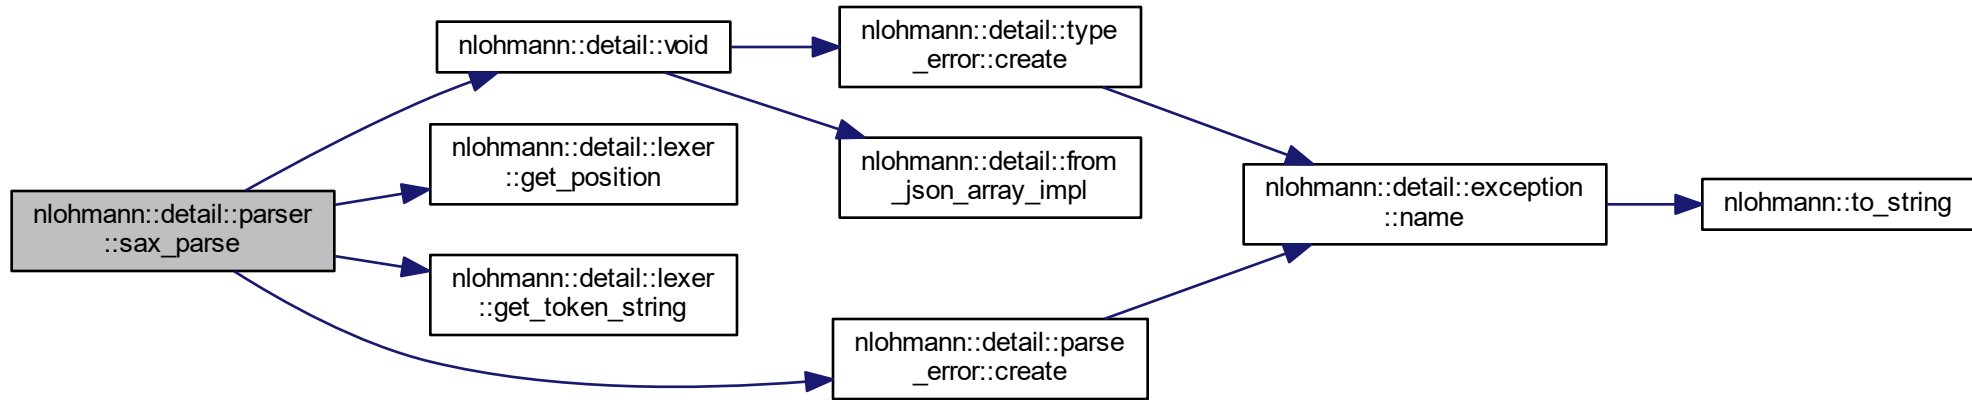 nlohmann::detail::parser
::sax_parse
nlohmann::detail::void
nlohmann::detail::lexer
::get_position
nlohmann::detail::lexer
::get_token_string
nlohmann::detail::type
_error::create
nlohmann::detail::from
_json_array_impl
nlohmann::detail::parse
_error::create
nlohmann::detail::exception
::name
nlohmann::to_string